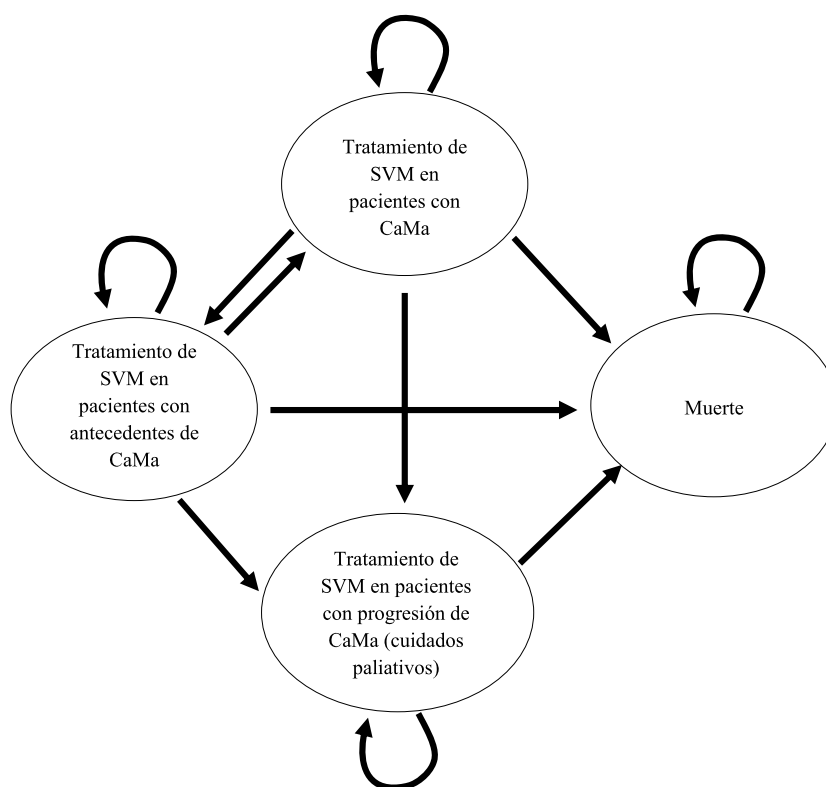 Tratamiento de
SVM en
pacientes con
CaMa
Tratamiento de
SVM en
pacientes con
antecedentes de
CaMa
Muerte
Tratamiento de
SVM en pacientes
con progresión de
CaMa (cuidados
paliativos)